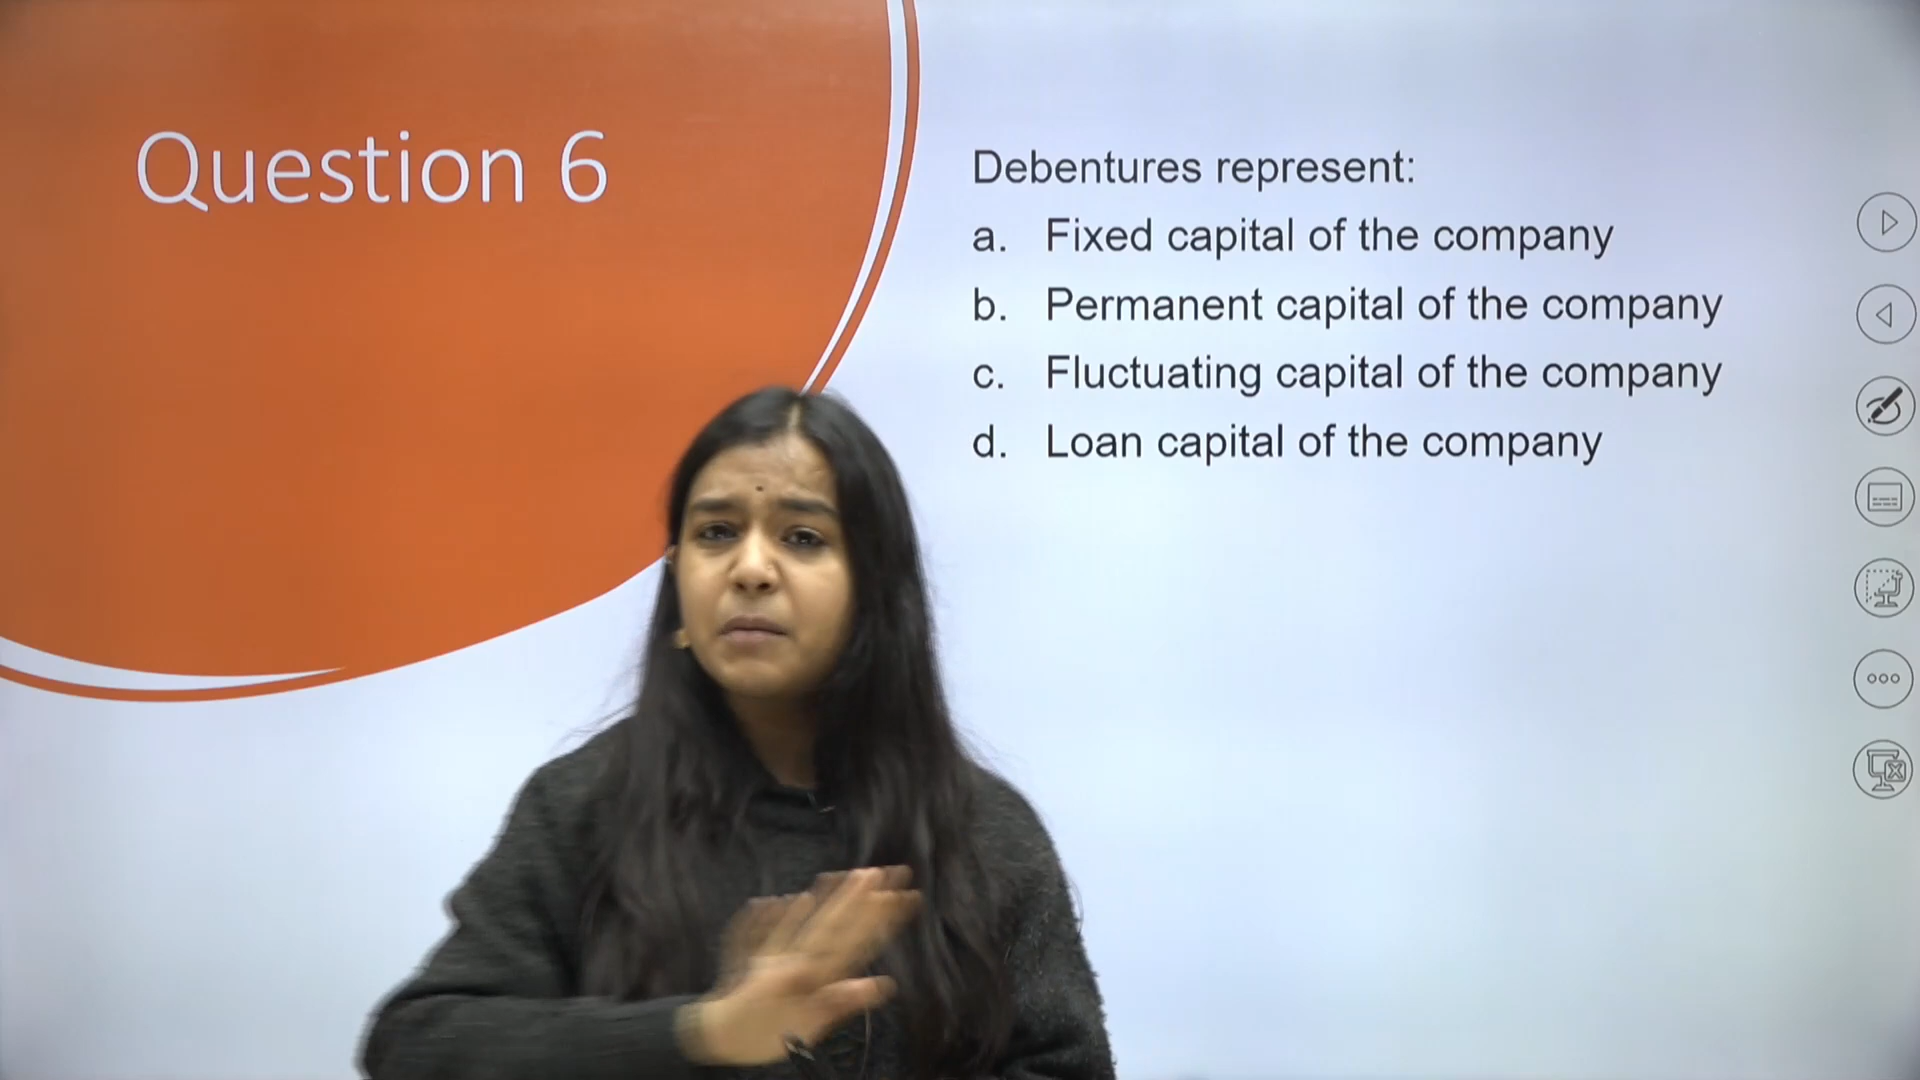 Question 6
Debentures represent:
a. Fixed capital of the company
b. Permanent capital of the company
c. Fluctuating capital of the company
d. Loan capital of the company